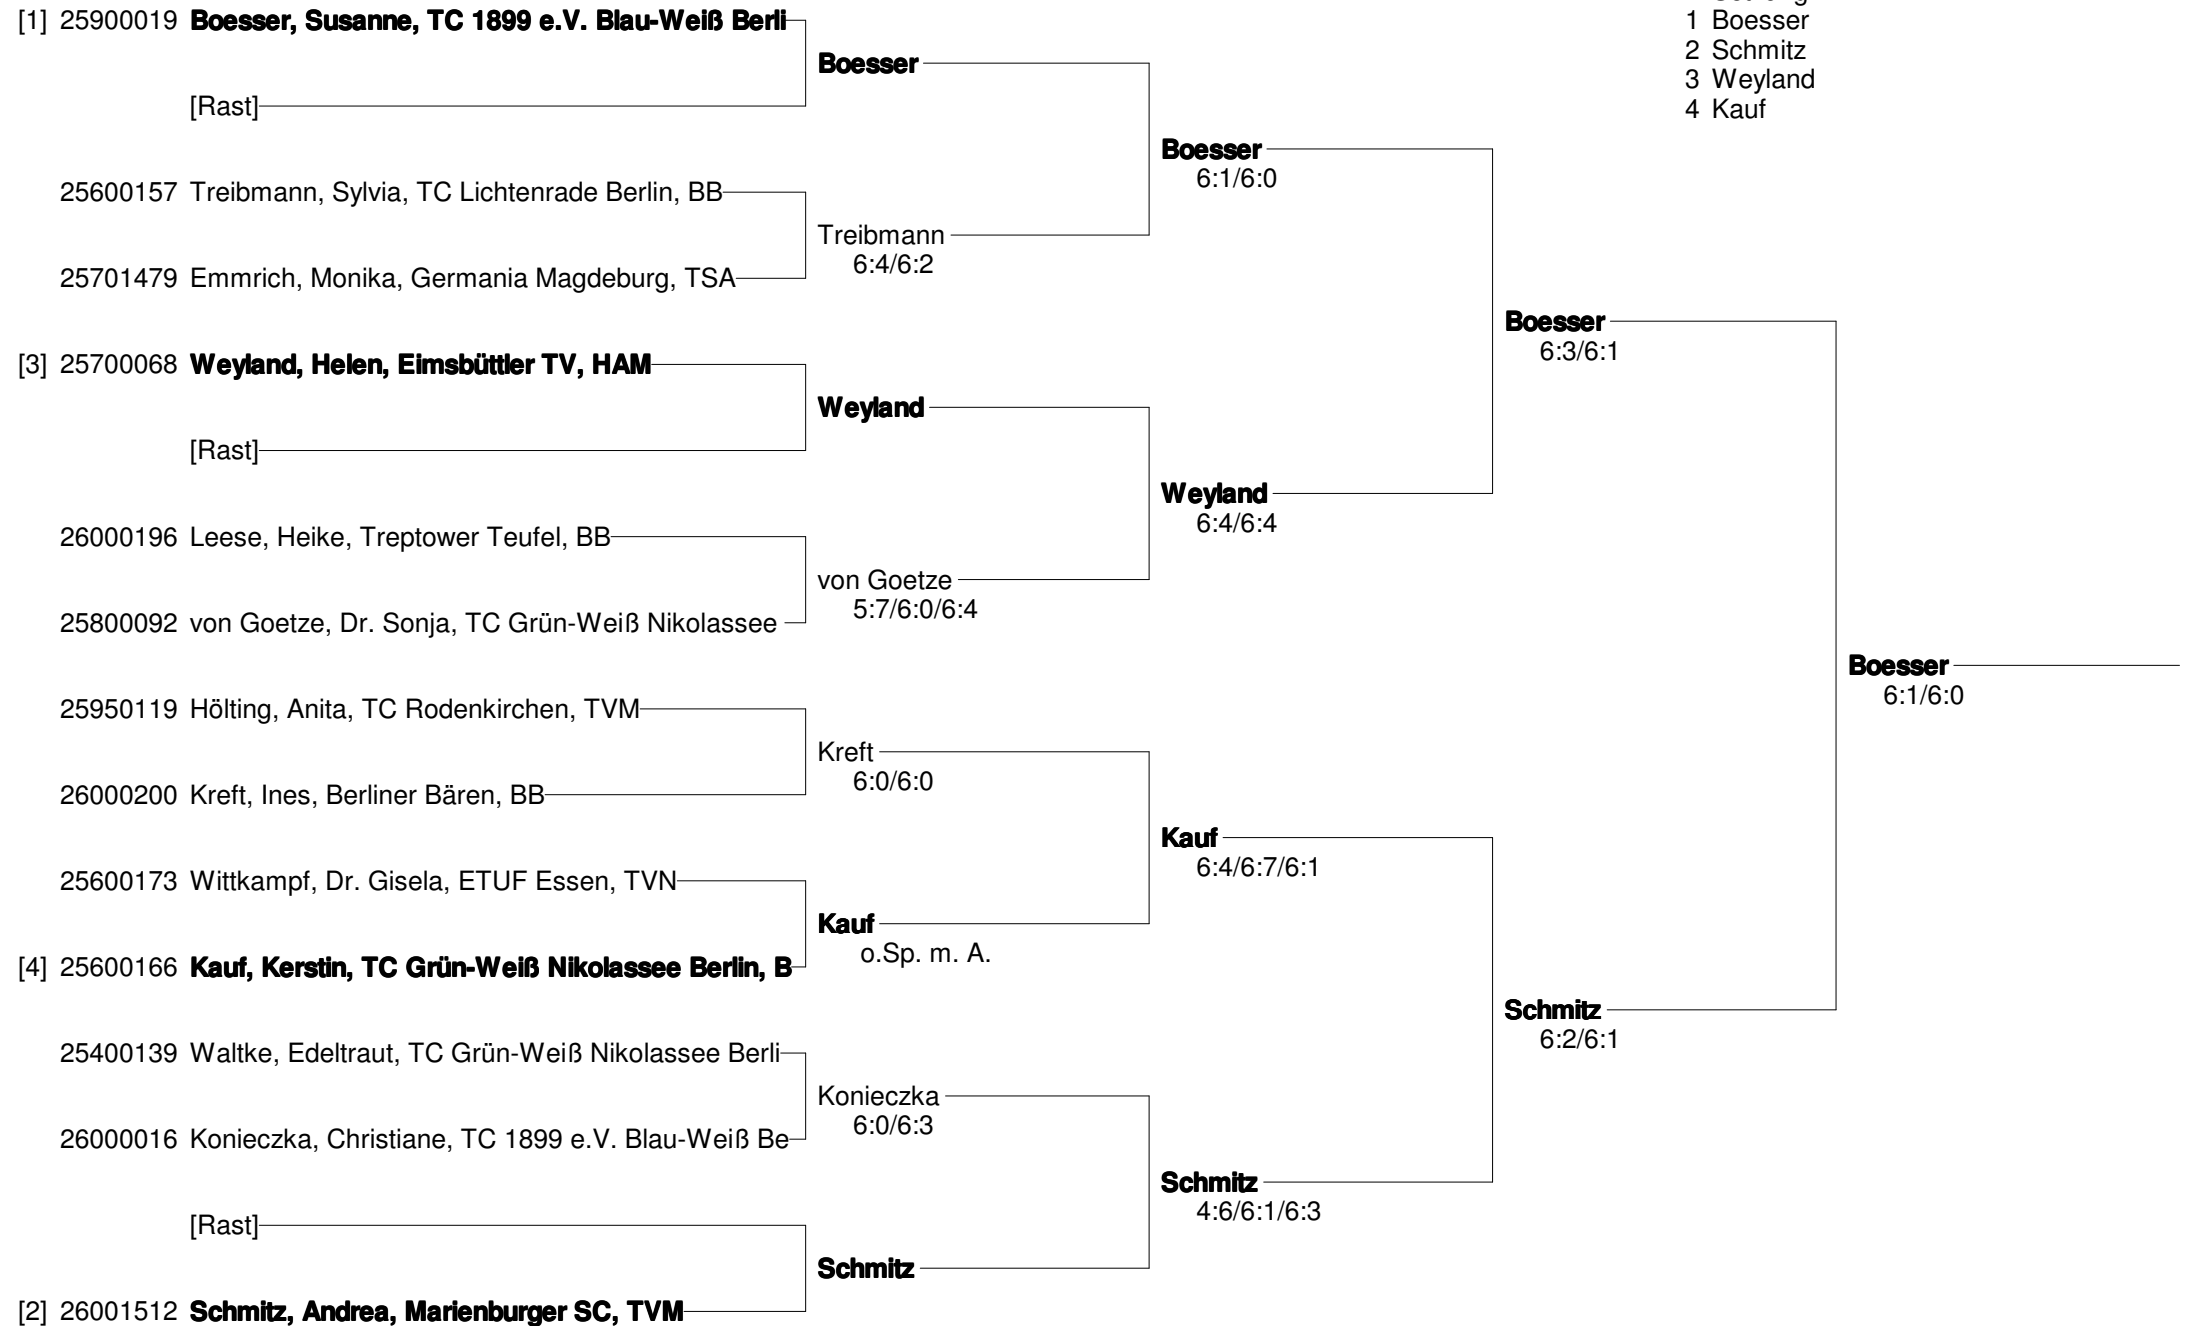 [1] 25900019 Boesser, Susanne, TC 1899 e.V. Blau-Weiß Berli
1 Boesser
2 Schmitz
3 Weyland
4 Kauf
Boesser
[Rast]
Boesser
6:1/6:0
25600157 Treibmann, Sylvia, TC Lichtenrade Berlin, BB
Treibmann
6:4/6:2
25701479 Emmrich, Monika, Germania Magdeburg, TSA
Boesser
6:3/6:1
[3] 25700068 Weyland, Helen, Eimsbüttler TV, HAM
Weyland
[Rast]
Weyland
6:4/6:4
26000196 Leese, Heike, Treptower Teufel, BB
von Goetze
5:7/6:0/6:4
25800092 von Goetze, Dr. Sonja, TC Grün-Weiß Nikolassee
Boesser
6:1/6:0
25950119 Hölting, Anita, TC Rodenkirchen, TVM
Kreft
6:0/6:0
26000200 Kreft, Ines, Berliner Bären, BB
Kauf
6:4/6:7/6:1
25600173 Wittkampf, Dr. Gisela, ETUF Essen, TVN
Kauf
o.Sp. m. A.
[4] 25600166 Kauf, Kerstin, TC Grün-Weiß Nikolassee Berlin, B
Schmitz
6:2/6:1
25400139 Waltke, Edeltraut, TC Grün-Weiß Nikolassee Berli
Konieczka
6:0/6:3
26000016 Konieczka, Christiane, TC 1899 e.V. Blau-Weiß Be
Schmitz
4:6/6:1/6:3
[Rast]
Schmitz
[2] 26001512 Schmitz, Andrea, Marienburger SC, TVM